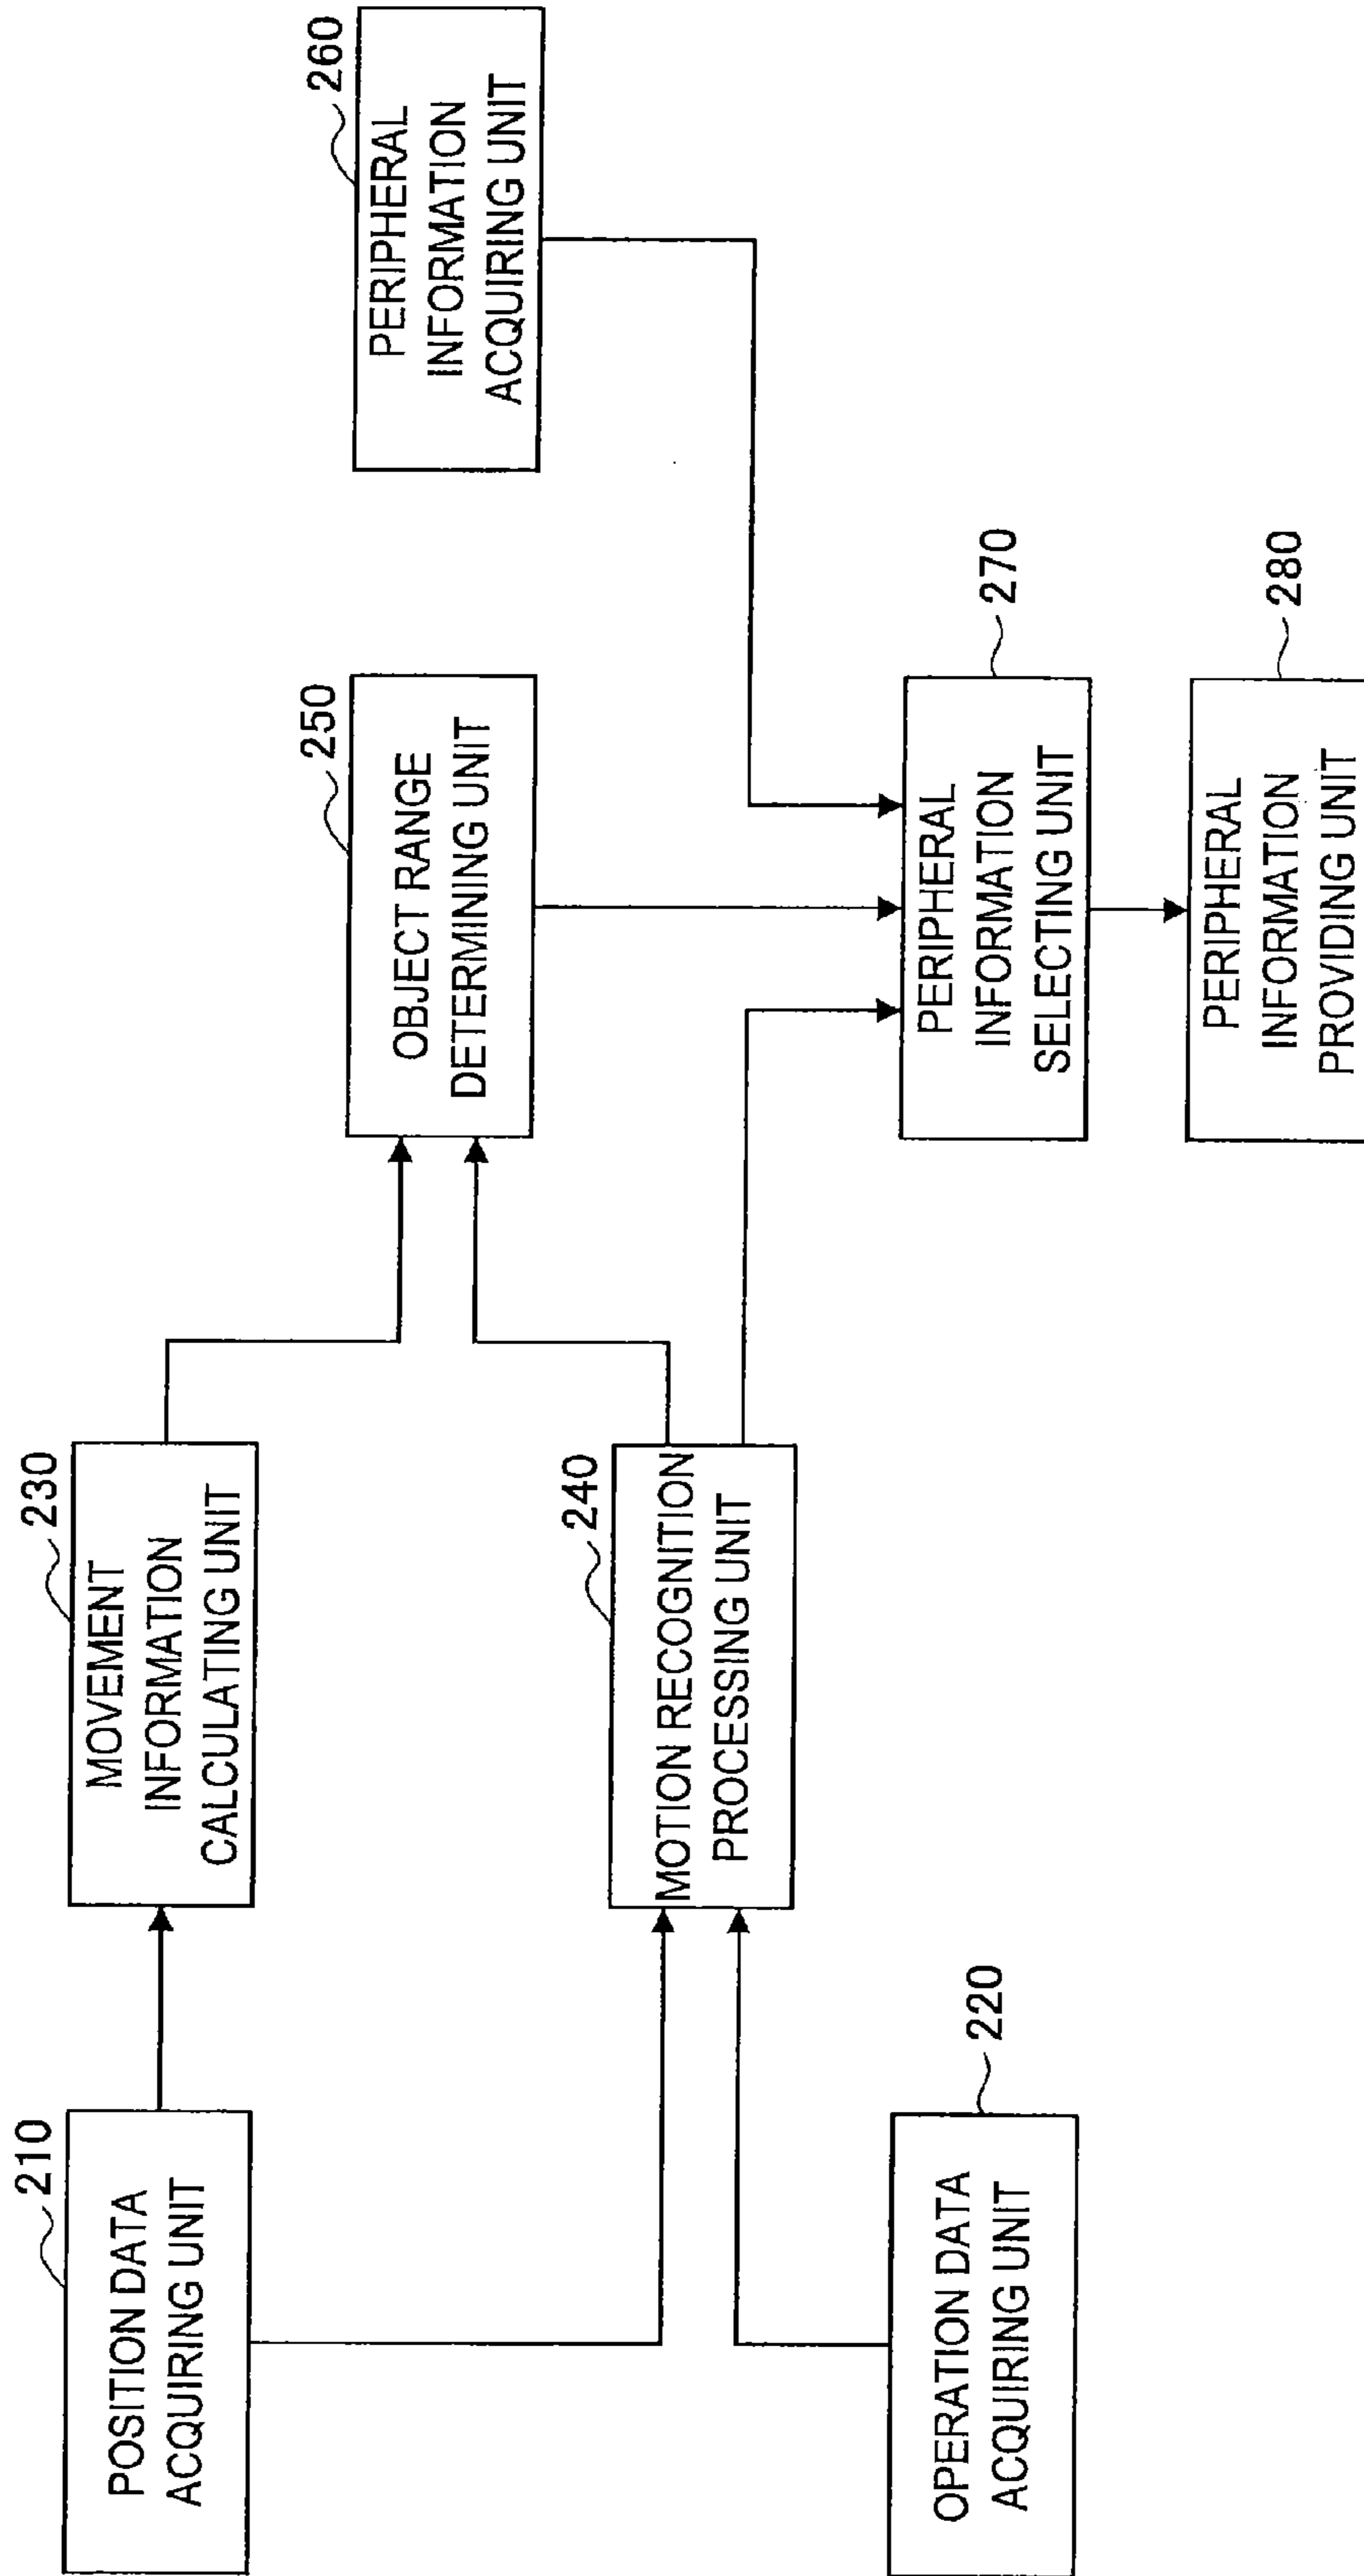 210
POSITION DATA
ACQUIRING UNIT
230
MOVEMENT
INFORMATION
CALCULATING UNIT
240
MOTION RECOGNITION
PROCESSING UNIT
220
OPERATION DATA
ACQUIRING UNIT
250
OBJECT RANGE
DETERMINING UNIT
260
PERIPHERAL
INFORMATION
ACQUIRING UNIT
270
PERIPHERAL
INFORMATION
SELECTING UNIT
280
PERIPHERAL
INFORMATION
PROVIDING UNIT